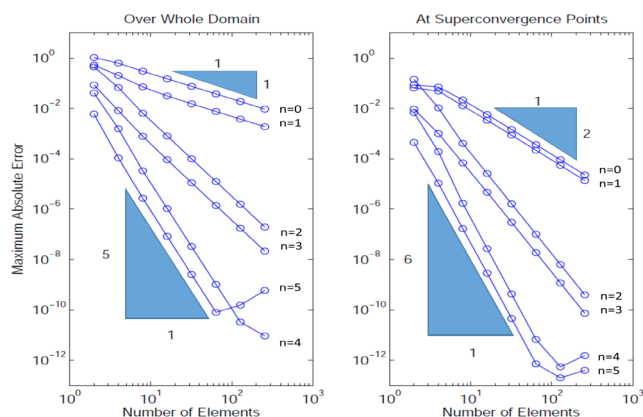 Over Whole Domain
At Superconvergence Points
Maximum Absolute Error
10^0
10^-2
10^-4
10^-6
10^-8
10^-10
10^-12
1
1
n=0
n=1
5
1
n=2
n=3
n=5
n=4
10^0
10^1
10^2
10^3
Number of Elements
10^0
10^-2
10^-4
10^-6
10^-8
10^-10
10^-12
1
2
n=0
n=1
6
1
n=2
n=3
n=4
n=5
10^0
10^1
10^2
10^3
Number of Elements